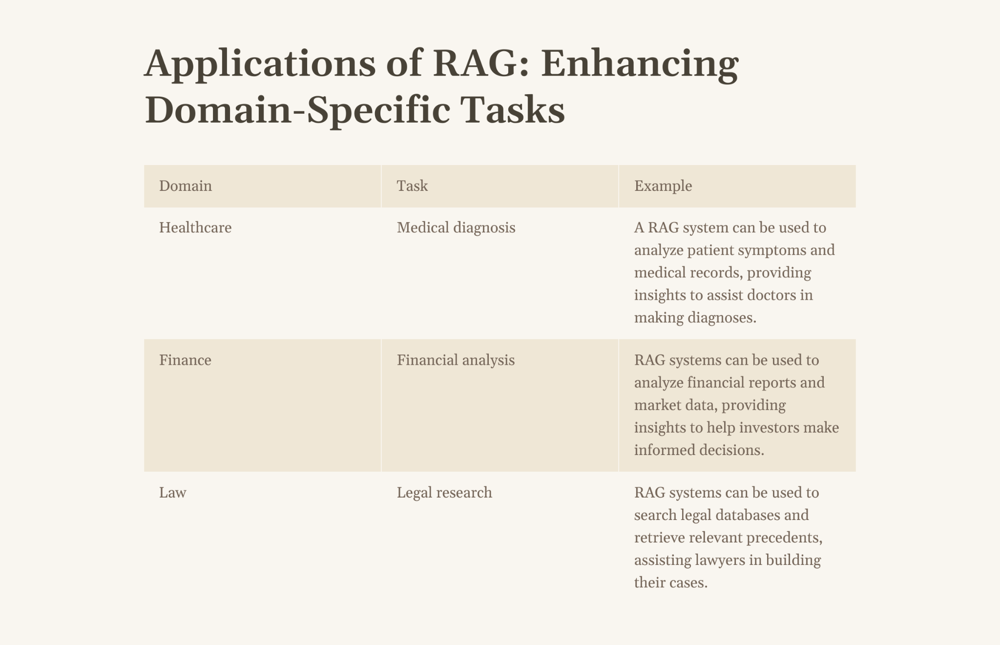 Applications of RAG: Enhancing
Domain-Specific Tasks
Domain
Task
Example
Healthcare
Medical diagnosis
A RAG system can be used to
analyze patient symptoms and
medical records, providing
insights to assist doctors in
making diagnoses.
Finance
Financial analysis
RAG systems can be used to
analyze financial reports and
market data, providing
insights to help investors make
informed decisions.
Law
Legal research
RAG systems can be used to
search legal databases and
retrieve relevant precedents,
assisting lawyers in building
their cases.